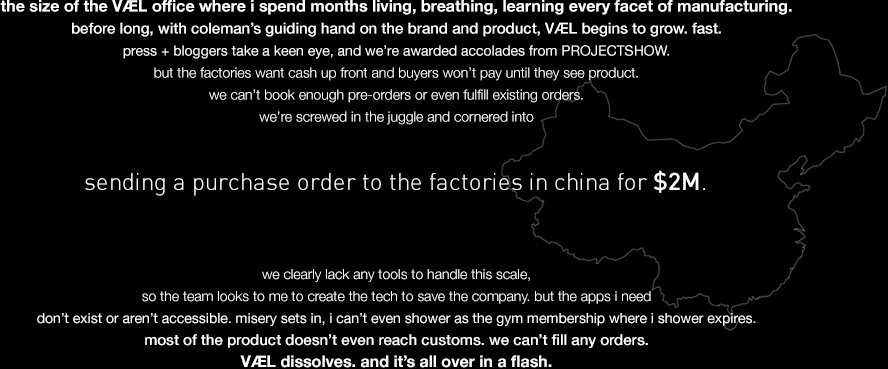 the size of the VÆL office where i spend months living, breathing, learning every facet of manufacturing.
before long, with coleman's guiding hand on the brand and product, VÆL begins to grow. fast.
press + bloggers take a keen eye, and we're awarded accolades from PROJECTSHOW.
but the factories want cash up front and buyers won't pay until they see product.
we can't book enough pre-orders or even fulfill existing orders.
we're screwed in the juggle and cornered into
sending a purchase order to the factories in china for $2M.
we clearly lack any tools to handle this scale,
so the team looks to me to create the tech to save the company. but the apps i need
don't exist or aren't accessible. misery sets in, i can't even shower as the gym membership where i shower expires.
most of the product doesn't even reach customs. we can't fill any orders.
VÆL dissolves. and it's all over in a flash.